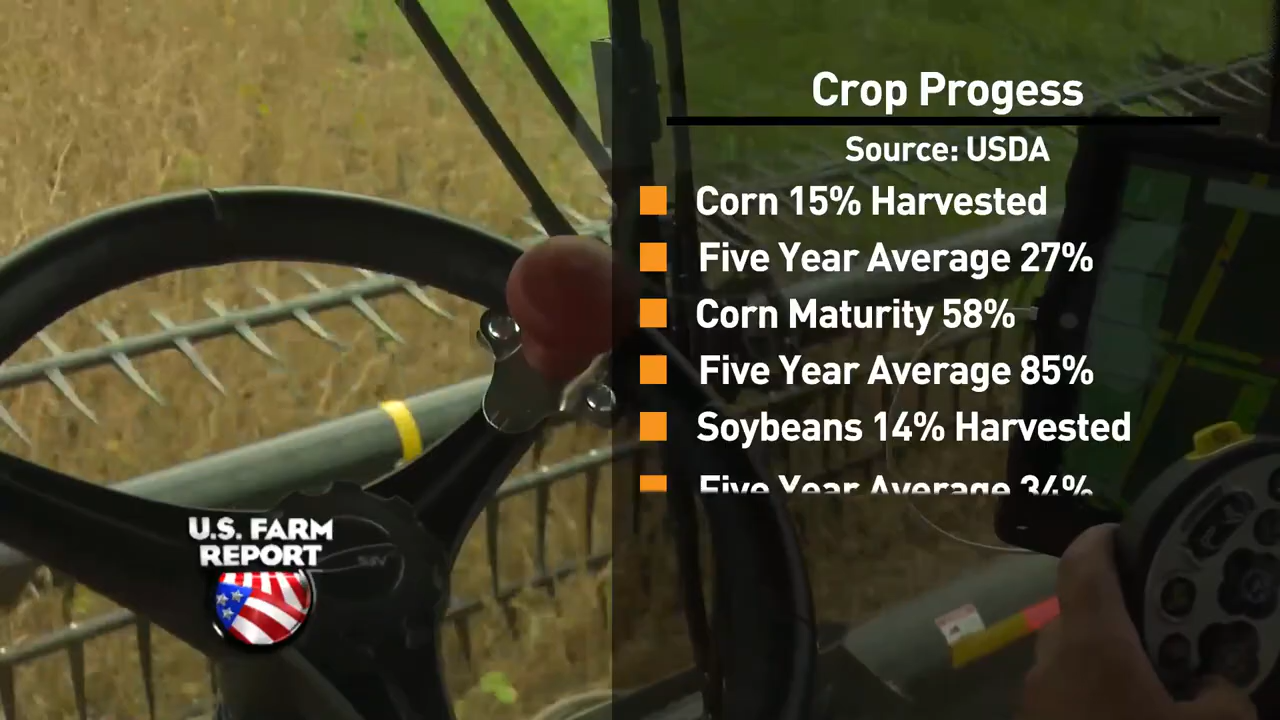 Crop Progess
Source: USDA
Corn 15% Harvested
Five Year Average 27%
Corn Maturity 58%
Five Year Average 85%
Soybeans 14% Harvested
Five Year Average 34%
U.S. FARM
REPORT